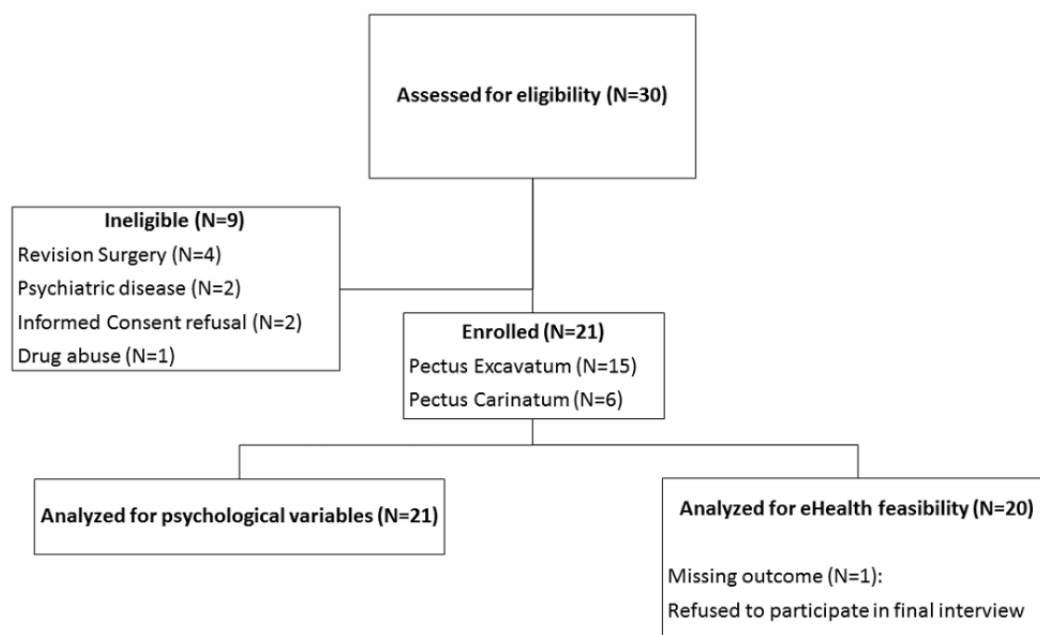 Assessed for eligibility (N=30)
Ineligible (N=9)
Revision Surgery (N=4)
Psychiatric disease (N=2)
Informed Consent refusal (N=2)
Drug abuse (N=1)
Enrolled (N=21)
Pectus Excavatum (N=15)
Pectus Carinatum (N=6)
Analyzed for psychological variables (N=21)
Analyzed for eHealth feasibility (N=20)
Missing outcome (N=1):
Refused to participate in final interview